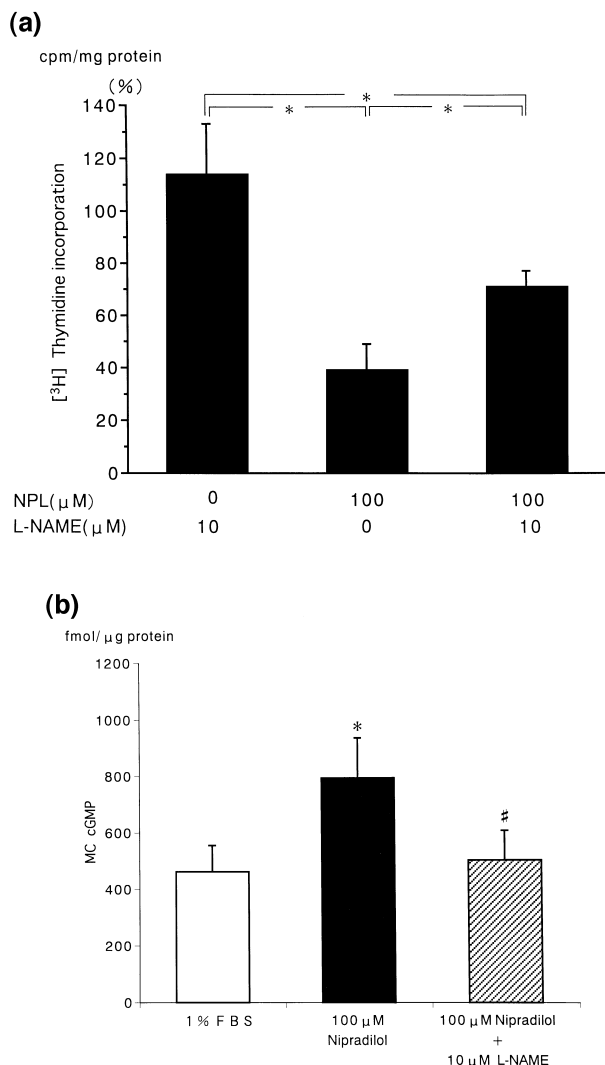 (a)
cpm/mg protein
(%)
* 
* *
140
120
100
80
60
40
20
0
[³H] Thymidine incorporation
NPL(μM) 0 100 100
L-NAME(μM) 10 0 10
(b)
fmol/μg protein
1200
1000
800
600
400
200
0
MC cGMP
*
#
1% FBS
100 μM
Nipradilol
100 μM Nipradilol
+
10 μM L-NAME